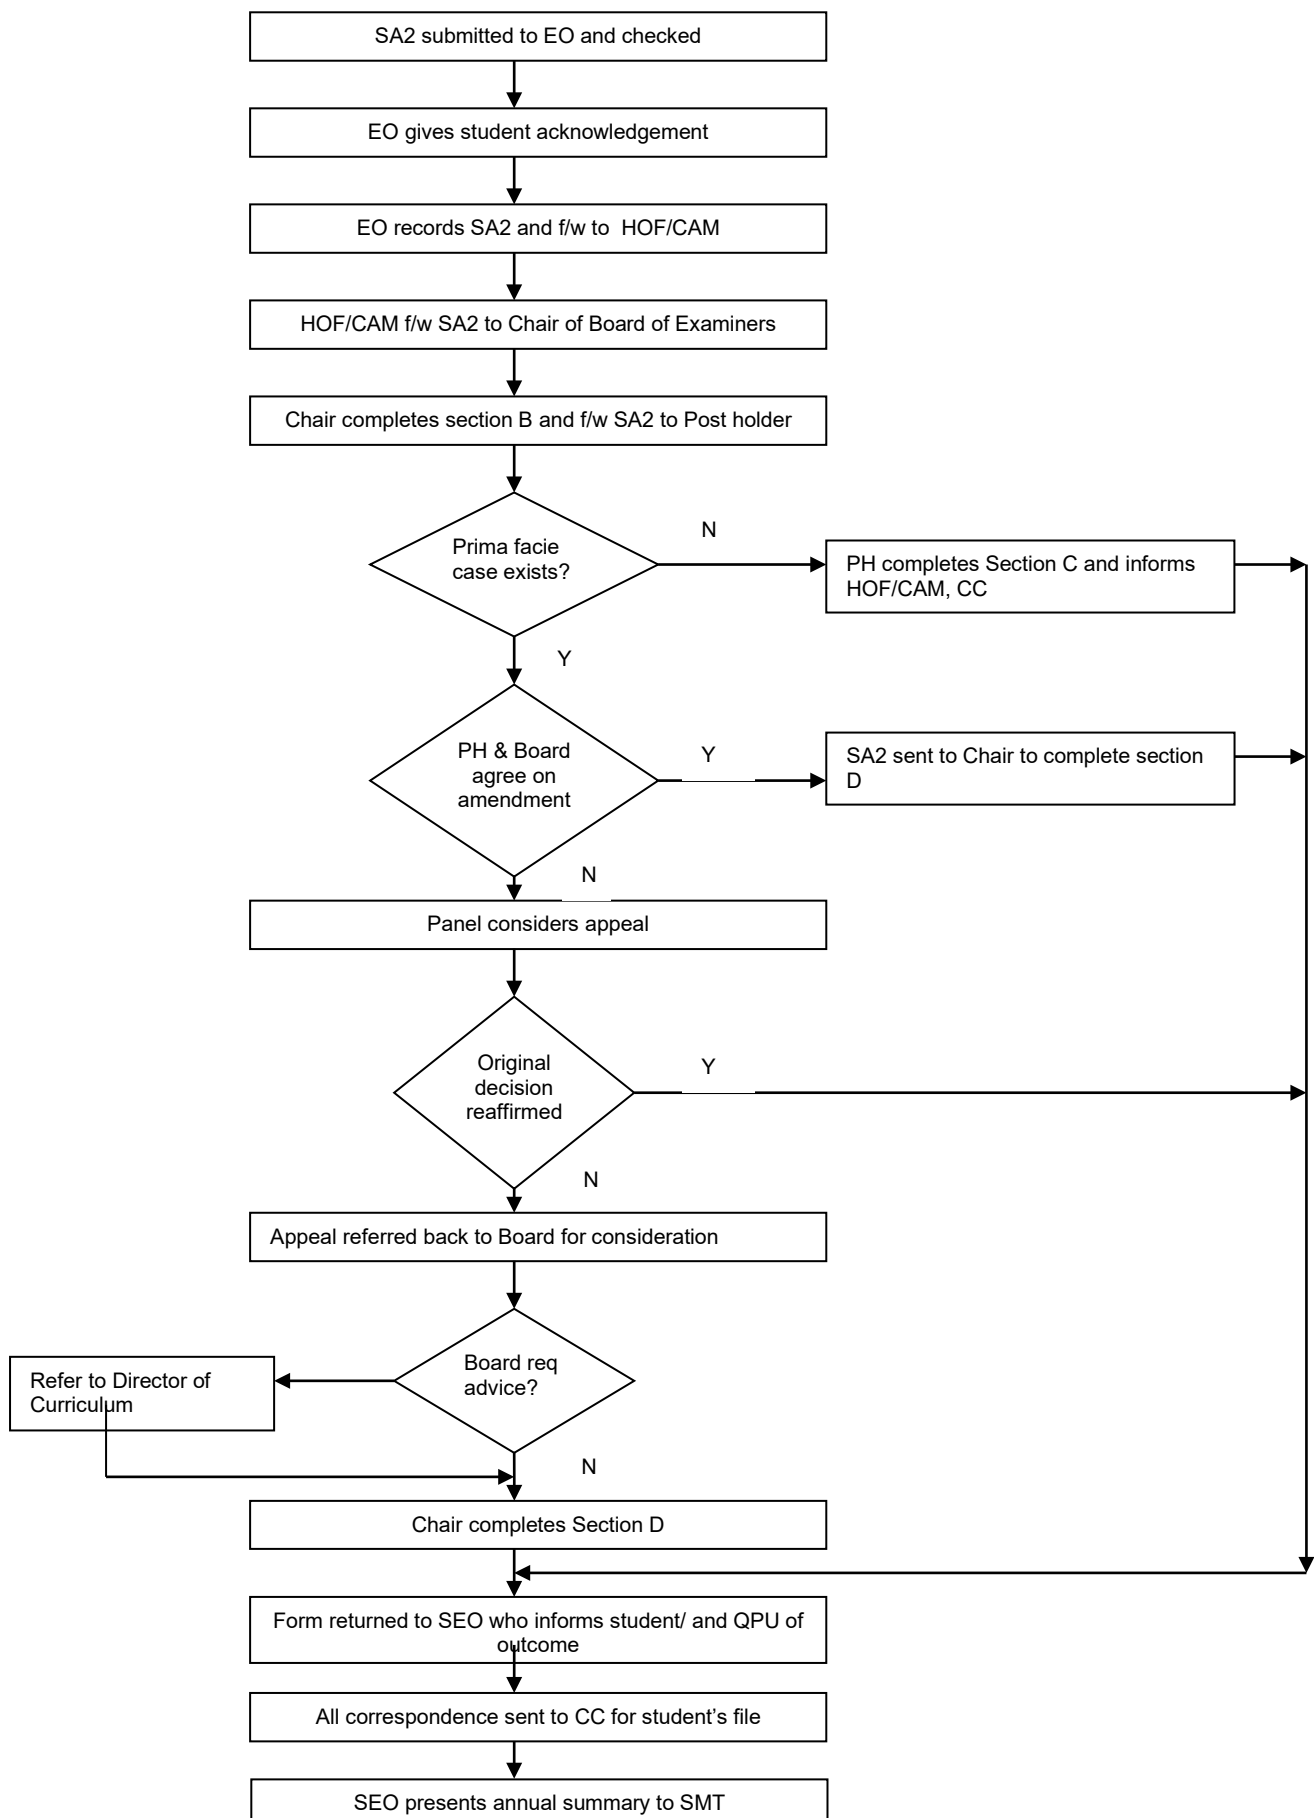 SA2 submitted to EO and checked
EO gives student acknowledgement
EO records SA2 and f/w to  HOF/CAM
HOF/CAM f/w SA2 to Chair of Board of Examiners
Chair completes section B and f/w SA2 to Post holder
Prima facie
case exists?
N
PH completes Section C and informs
HOF/CAM, CC
Y
PH & Board
agree on
amendment
Y
SA2 sent to Chair to complete section
D
N
Panel considers appeal
Original
decision
reaffirmed
Y
N
Appeal referred back to Board for consideration
Board req
advice?
Refer to Director of
Curriculum
N
Chair completes Section D
Form returned to SEO who informs student/ and QPU of
outcome
All correspondence sent to CC for student’s file
SEO presents annual summary to SMT